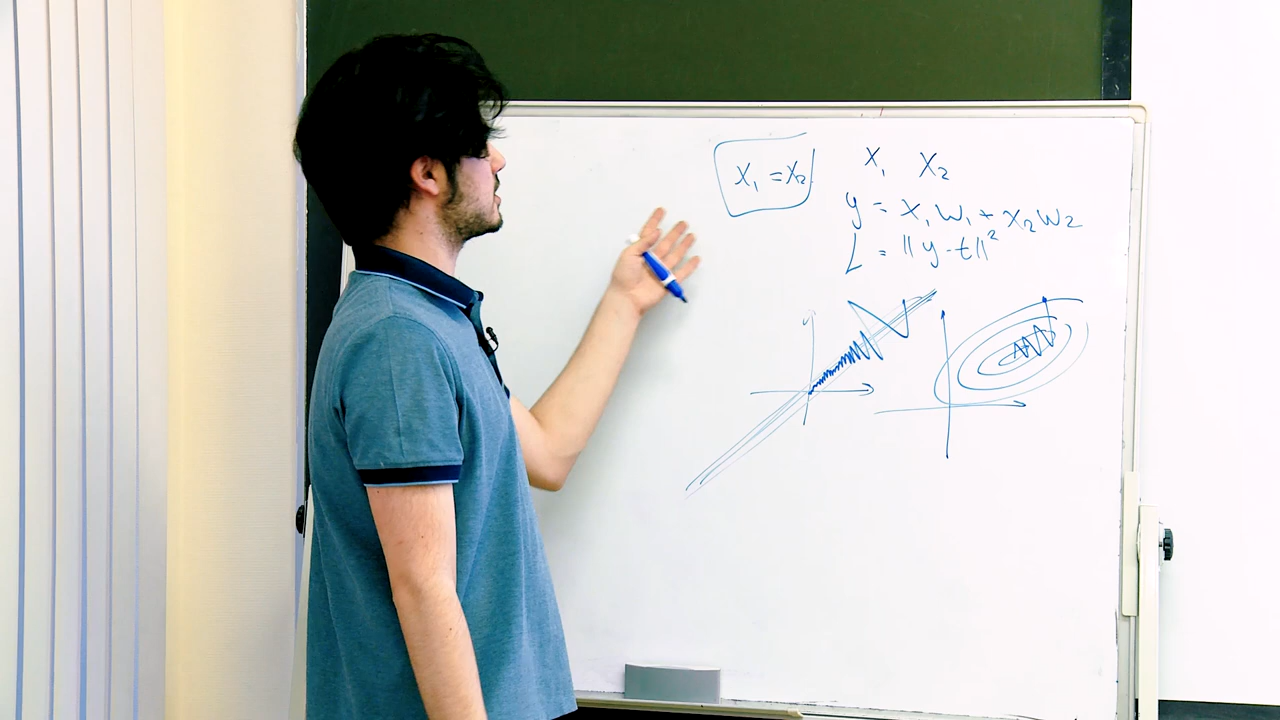 X₁ = X₂
X₁ X₂
y = X₁W₁ + X₂W₂
L = ||y - t||²